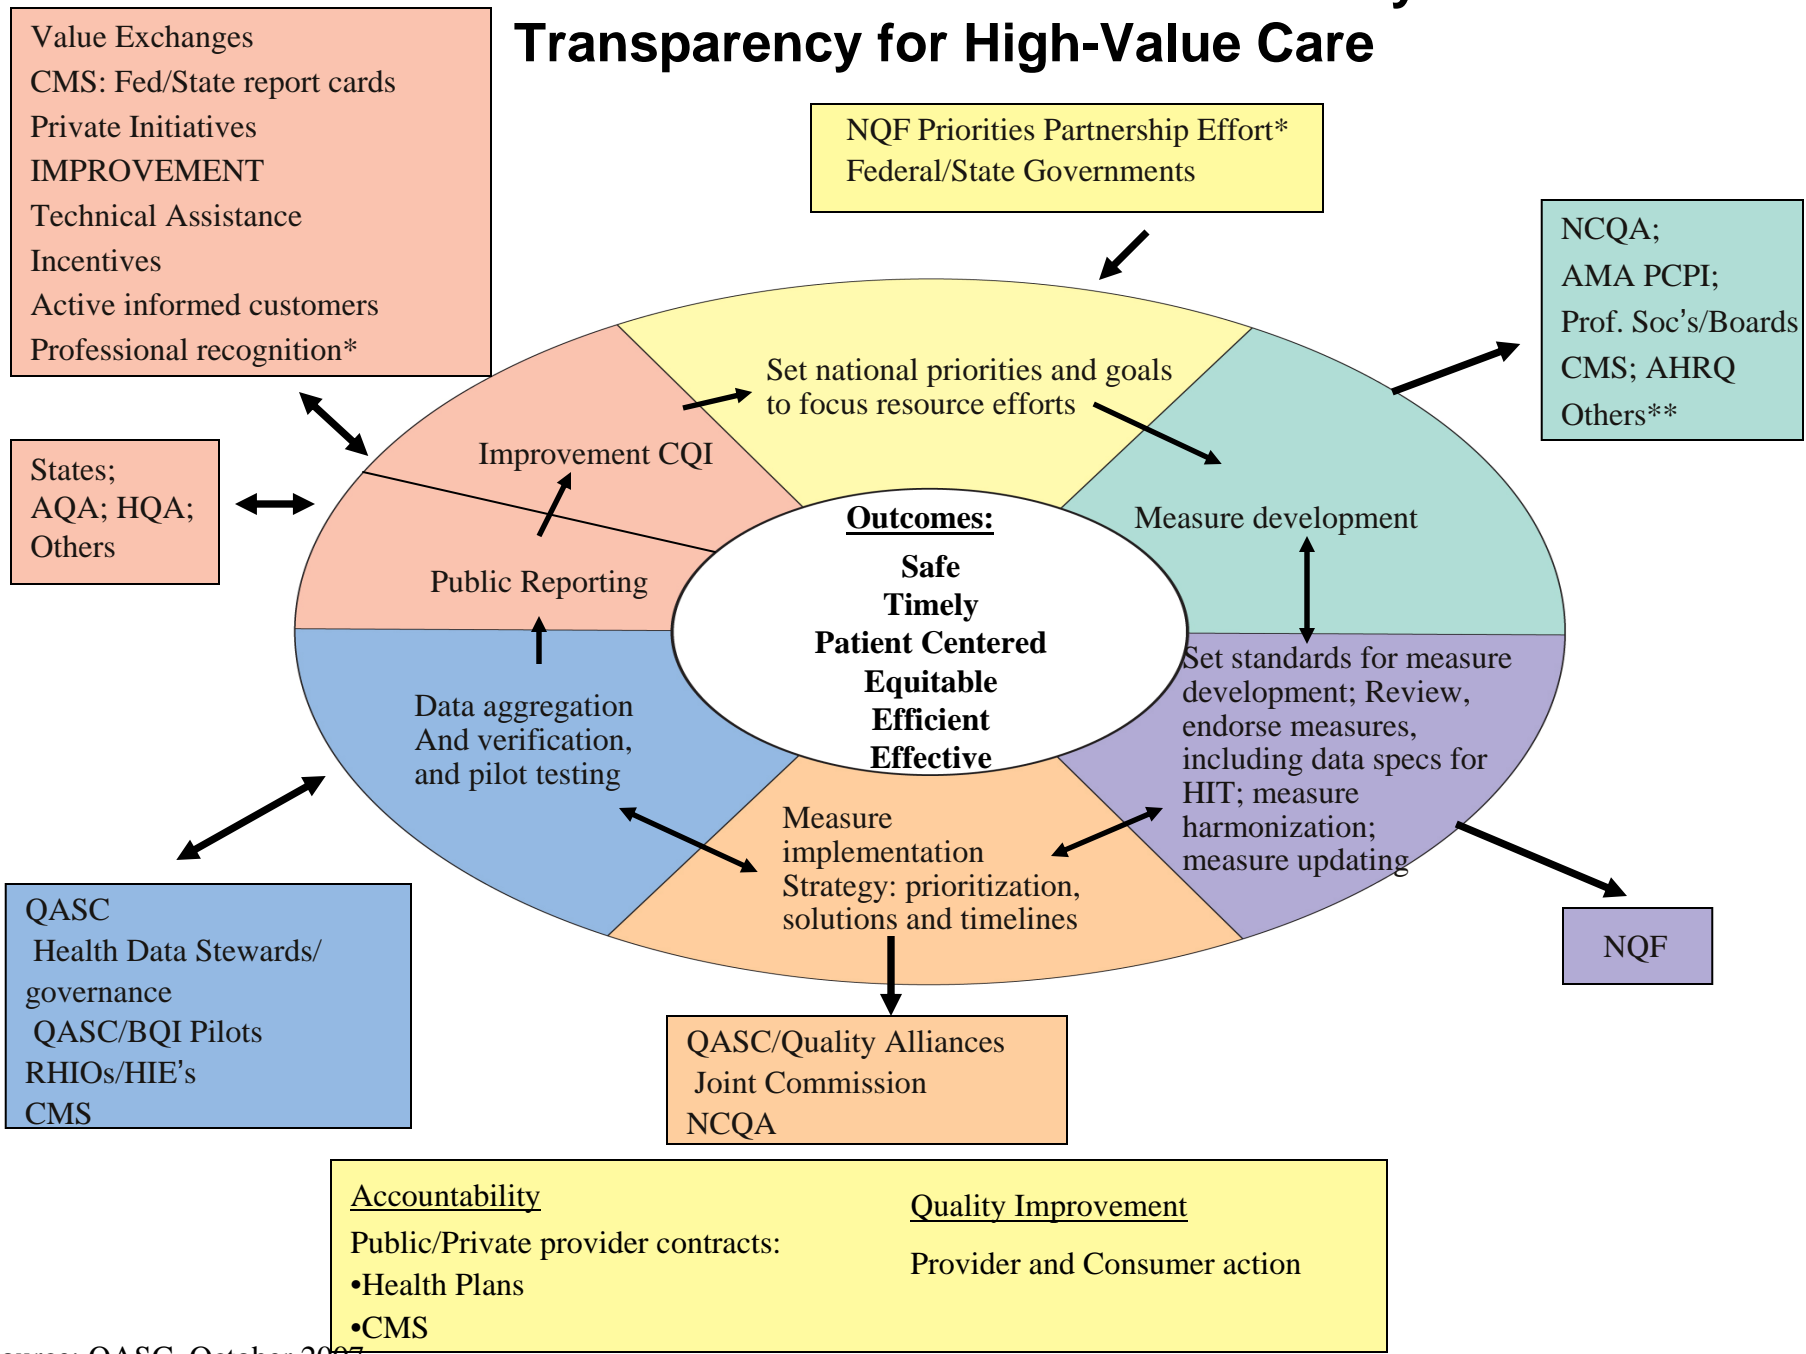 Transparency for High-Value Care
Value Exchanges
CMS: Fed/State report cards
Private Initiatives
IMPROVEMENT
Technical Assistance
Incentives
Active informed customers
Professional recognition*
NQF Priorities Partnership Effort*
Federal/State Governments
NCQA;
AMA PCPI;
Prof. Soc’s/Boards
CMS; AHRQ
Others**
States;
AQA; HQA;
Others
Set national priorities and goals
to focus resource efforts
Improvement CQI
Measure development
Public Reporting
Outcomes:
Safe
Timely
Patient Centered
Equitable
Efficient
Effective
Set standards for measure
development; Review,
endorse measures,
including data specs for
HIT; measure
harmonization;
measure updating
Data aggregation
And verification,
and pilot testing
Measure
implementation
Strategy: prioritization,
solutions and timelines
QASC
Health Data Stewards/
governance
QASC/BQI Pilots
RHIOs/HIE’s
CMS
NQF
QASC/Quality Alliances
Joint Commission
NCQA
Accountability
Public/Private provider contracts:
•Health Plans
•CMS
Quality Improvement
Provider and Consumer action
QASC, October 2007